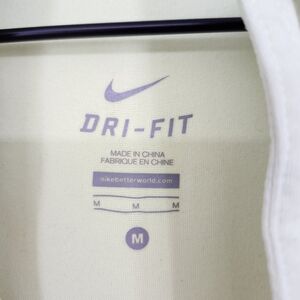 DRI-FIT
MADE IN CHINA
FABRIQUE EN CHINE
nikebetterworld.com
M M M
M